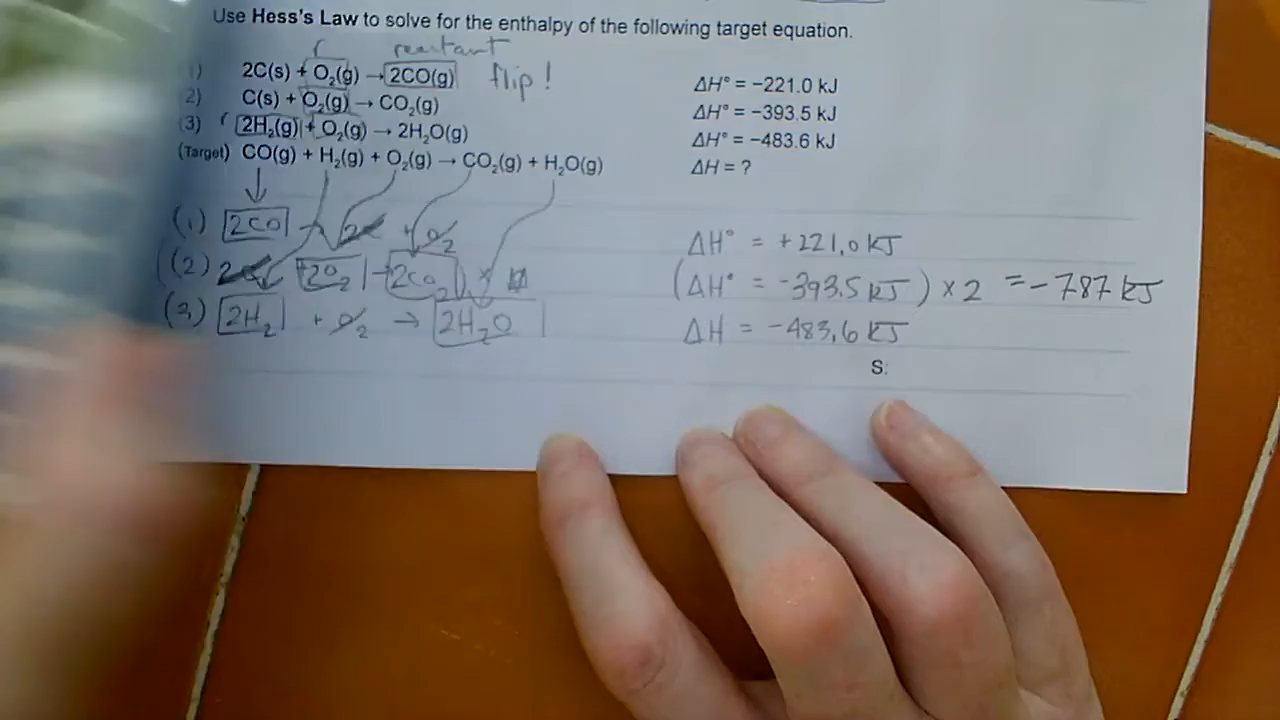 Use Hess's Law to solve for the enthalpy of the following target equation.
reactant
1) 2C(s) + O₂(g) → 2CO(g) flip! ΔH° = −221.0 kJ
2) C(s) + O₂(g) → CO₂(g) ΔH° = −393.5 kJ
(3) 2H₂(g) + O₂(g) → 2H₂O(g) ΔH° = −483.6 kJ
(Target) CO(g) + H₂(g) + O₂(g) → CO₂(g) + H₂O(g) ΔH = ?
(1) 2CO → + O₂ ΔH° = +221,0 KJ
(2) 2O₂ → 2CO₂ (ΔH° = -393.5 KJ) × 2 = -787 KJ
(3) 2H₂ + O₂ → 2H₂O ΔH = -483,6 KJ
S: